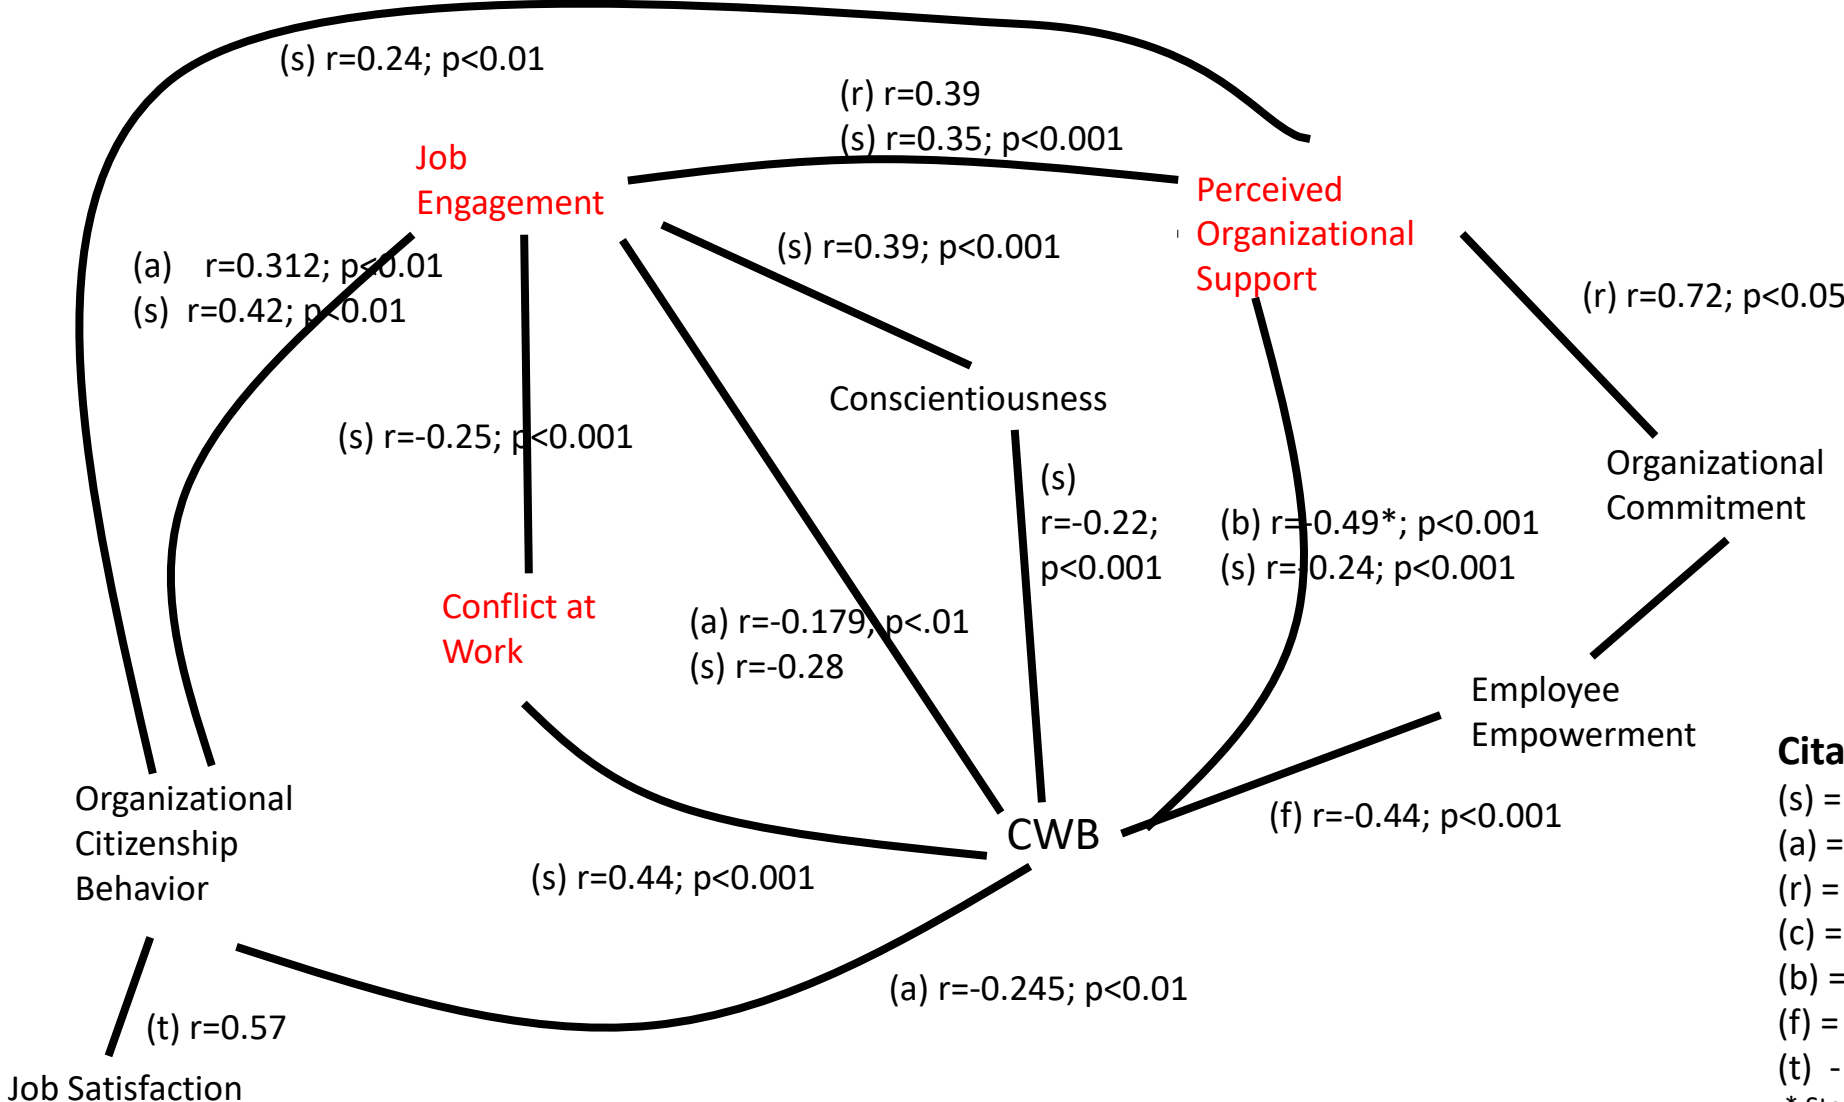 (s) r=0.24; p<0.01
(r) r=0.39
(s) r=0.35; p<0.001
Job
Engagement
Perceived
Organizational
Support
(a) r=0.312; p<0.01
(s) r=0.42; p<0.01
(s) r=0.39; p<0.001
(r) r=0.72; p<0.05
Conscientiousness
(s) r=-0.25; p<0.001
Organizational
Commitment
(s)
r=-0.22;
p<0.001
(b) r=-0.49*; p<0.001
(s) r=-0.24; p<0.001
Conflict at
Work
(a) r=-0.179, p<.01
(s) r=-0.28
Employee
Empowerment
Organizational
Citizenship
Behavior
CWB
(f) r=-0.44; p<0.001
(s) r=0.44; p<0.001
(a) r=-0.245; p<0.01
(t) r=0.57
Job Satisfaction
Cita
(s) =
(a) =
(r) =
(c) =
(b) =
(f) =
(t) -